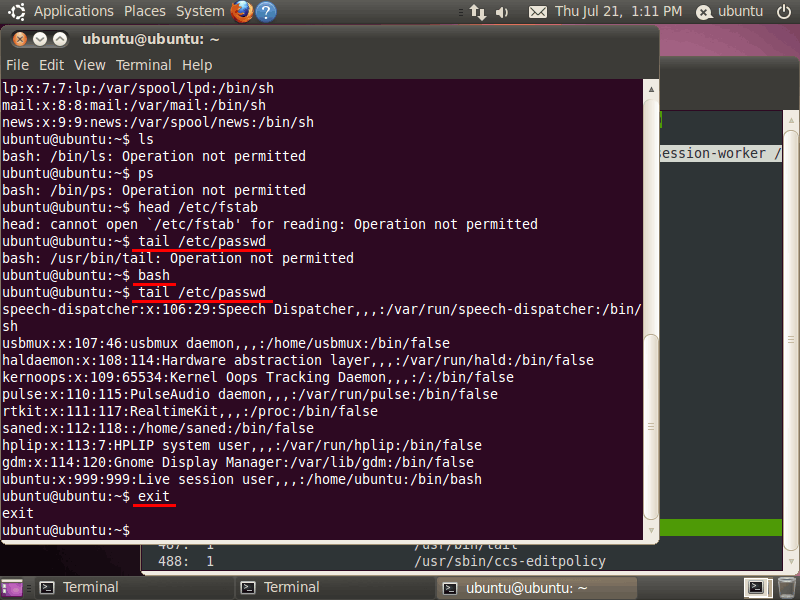 Applications Places System ? Thu Jul 21, 1:11 PM ubuntu
ubuntu@ubuntu: ~
File Edit View Terminal Help
lp:x:7:7:lp:/var/spool/lpd:/bin/sh
mail:x:8:8:mail:/var/mail:/bin/sh
news:x:9:9:news:/var/spool/news:/bin/sh
ubuntu@ubuntu:~$ ls
bash: /bin/ls: Operation not permitted
session-worker /
ubuntu@ubuntu:~$ ps
bash: /bin/ps: Operation not permitted
ubuntu@ubuntu:~$ head /etc/fstab
head: cannot open `/etc/fstab' for reading: Operation not permitted
ubuntu@ubuntu:~$ tail /etc/passwd
bash: /usr/bin/tail: Operation not permitted
ubuntu@ubuntu:~$ bash
ubuntu@ubuntu:~$ tail /etc/passwd
speech-dispatcher:x:106:29:Speech Dispatcher,,,:/var/run/speech-dispatcher:/bin/
sh
usbmux:x:107:46:usbmux daemon,,,:/home/usbmux:/bin/false
haldaemon:x:108:114:Hardware abstraction layer,,,:/var/run/hald:/bin/false
kernoops:x:109:65534:Kernel Oops Tracking Daemon,,,:/:/bin/false
pulse:x:110:115:PulseAudio daemon,,,:/var/run/pulse:/bin/false
rtkit:x:111:117:RealtimeKit,,,:/proc:/bin/false
saned:x:112:118::/home/saned:/bin/false
hplip:x:113:7:HPLIP system user,,,:/var/run/hplip:/bin/false
gdm:x:114:120:Gnome Display Manager:/var/lib/gdm:/bin/false
ubuntu:x:999:999:Live session user,,,:/home/ubuntu:/bin/bash
ubuntu@ubuntu:~$ exit
exit
ubuntu@ubuntu:~$
487: 1 /usr/bin/tail
488: 1 /usr/sbin/ccs-editpolicy
Terminal Terminal ubuntu@ubuntu: ~